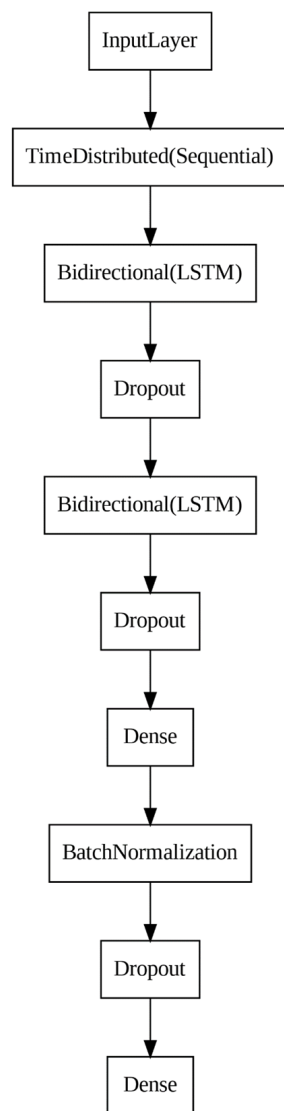 InputLayer
TimeDistributed(Sequential)
Bidirectional(LSTM)
Dropout
Bidirectional(LSTM)
Dropout
Dense
BatchNormalization
Dropout
Dense